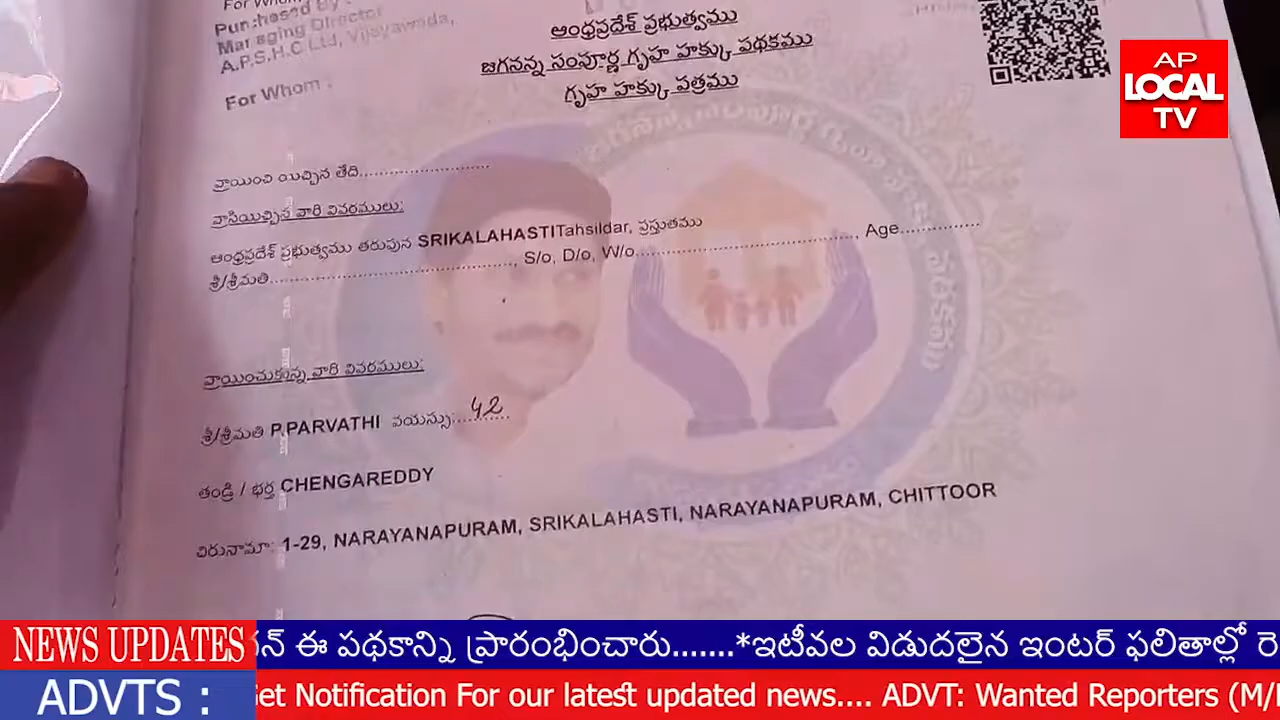 For Whom
Purchased By :
Managing Director
A.P.S.H.C Ltd, Vijayawada,
For Whom :
ఆంధ్రప్రదేశ్ ప్రభుత్వము
జగనన్న సంపూర్ణ గృహ హక్కు పథకము
గృహ హక్కు పత్రము
AP
LOCAL
TV
వ్రాయించి యిచ్చిన తేది.........................
వ్రాసియిచ్చిన వారి వివరములు:
ఆంధ్రప్రదేశ్ ప్రభుత్వము తరుపున SRIKALAHASTITahsildar, ప్రస్తుతము
శ్రీ/శ్రీమతి............................................., S/o, D/o, W/o............................................, Age................
వ్రాయించుకున్న వారి వివరములు:
శ్రీ/శ్రీమతి P.PARVATHI వయస్సు:....42....
తండ్రి / భర్త CHENGAREDDY
చిరునామా: 1-29, NARAYANAPURAM, SRIKALAHASTI, NARAYANAPURAM, CHITTOOR
NEWS UPDATES
ఈ పథకాన్ని ప్రారంభించారు.......*ఇటీవల విడుదలైన ఇంటర్ ఫలితాల్లో
ADVTS :
Get Notification For our latest updated news.... ADVT: Wanted Reporters (M/